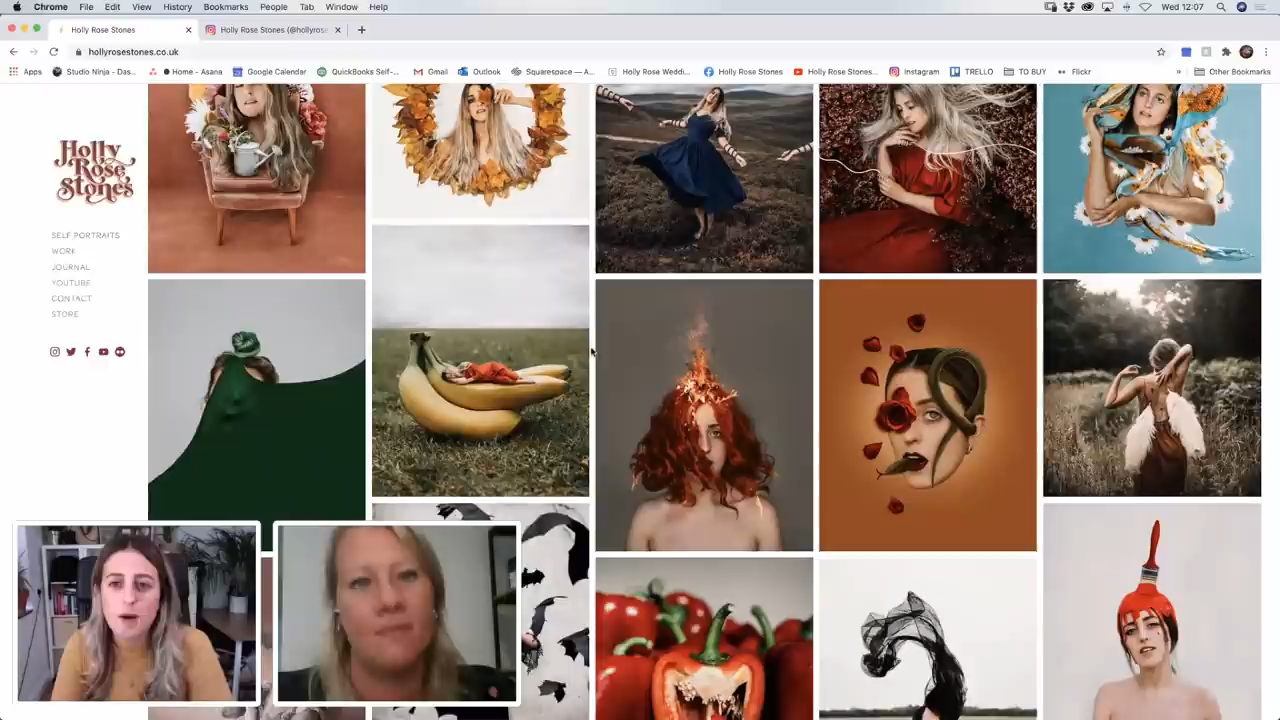 Chrome File Edit View History Bookmarks People Tab Window Help Wed 12:07
Holly Rose Stones Holly Rose Stones (@hollyros
hollyrosestones.co.uk
Apps Studio Ninja - Das... Home - Asana Google Calendar QuickBooks Self-... Gmail Outlook Squarespace — A... Holly Rose Weddi... Holly Rose Stones Holly Rose Stones... Instagram TRELLO TO BUY Flickr » Other Bookmarks
Holly
Rose
Stones
SELF PORTRAITS
WORK
JOURNAL
YOUTUBE
CONTACT
STORE